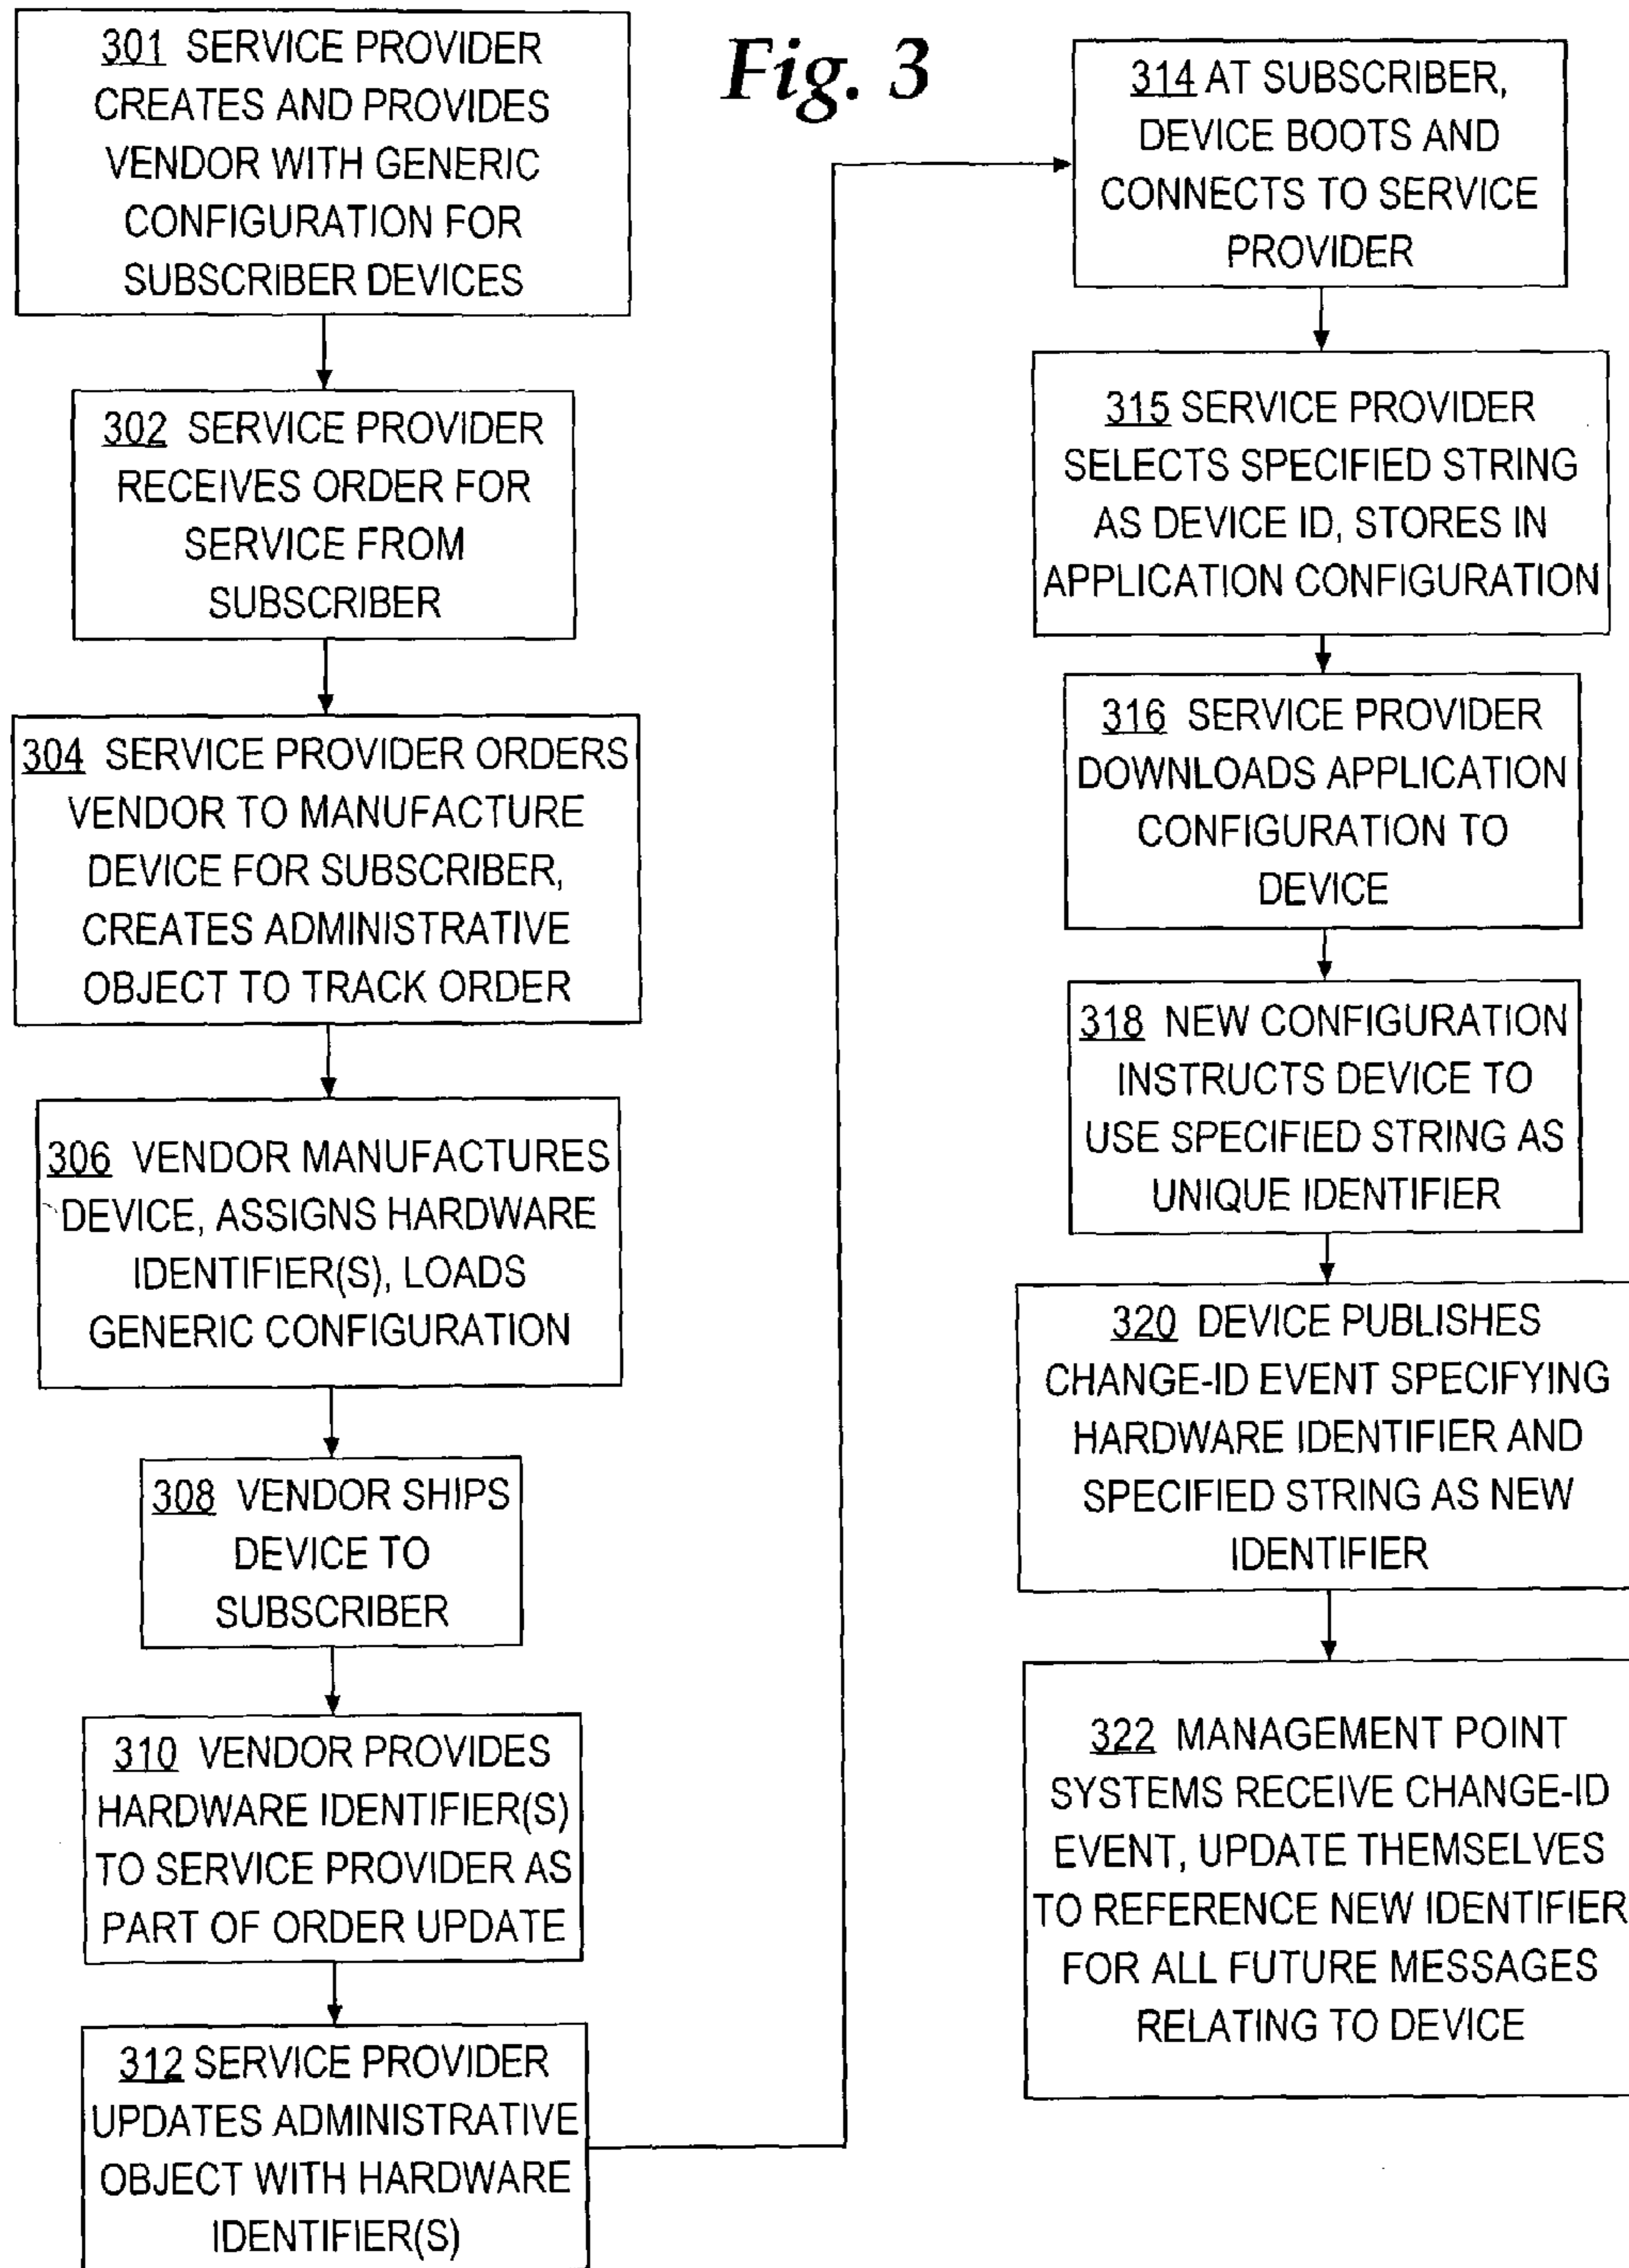 Fig. 3
301 SERVICE PROVIDER
CREATES AND PROVIDES
VENDOR WITH GENERIC
CONFIGURATION FOR
SUBSCRIBER DEVICES
302 SERVICE PROVIDER
RECEIVES ORDER FOR
SERVICE FROM
SUBSCRIBER
304 SERVICE PROVIDER ORDERS
VENDOR TO MANUFACTURE
DEVICE FOR SUBSCRIBER,
CREATES ADMINISTRATIVE
OBJECT TO TRACK ORDER
306 VENDOR MANUFACTURES
DEVICE, ASSIGNS HARDWARE
IDENTIFIER(S), LOADS
GENERIC CONFIGURATION
308 VENDOR SHIPS
DEVICE TO
SUBSCRIBER
310 VENDOR PROVIDES
HARDWARE IDENTIFIER(S)
TO SERVICE PROVIDER AS
PART OF ORDER UPDATE
312 SERVICE PROVIDER
UPDATES ADMINISTRATIVE
OBJECT WITH HARDWARE
IDENTIFIER(S)
314 AT SUBSCRIBER,
DEVICE BOOTS AND
CONNECTS TO SERVICE
PROVIDER
315 SERVICE PROVIDER
SELECTS SPECIFIED STRING
AS DEVICE ID, STORES IN
APPLICATION CONFIGURATION
316 SERVICE PROVIDER
DOWNLOADS APPLICATION
CONFIGURATION TO
DEVICE
318 NEW CONFIGURATION
INSTRUCTS DEVICE TO
USE SPECIFIED STRING AS
UNIQUE IDENTIFIER
320 DEVICE PUBLISHES
CHANGE-ID EVENT SPECIFYING
HARDWARE IDENTIFIER AND
SPECIFIED STRING AS NEW
IDENTIFIER
322 MANAGEMENT POINT
SYSTEMS RECEIVE CHANGE-ID
EVENT, UPDATE THEMSELVES
TO REFERENCE NEW IDENTIFIER
FOR ALL FUTURE MESSAGES
RELATING TO DEVICE